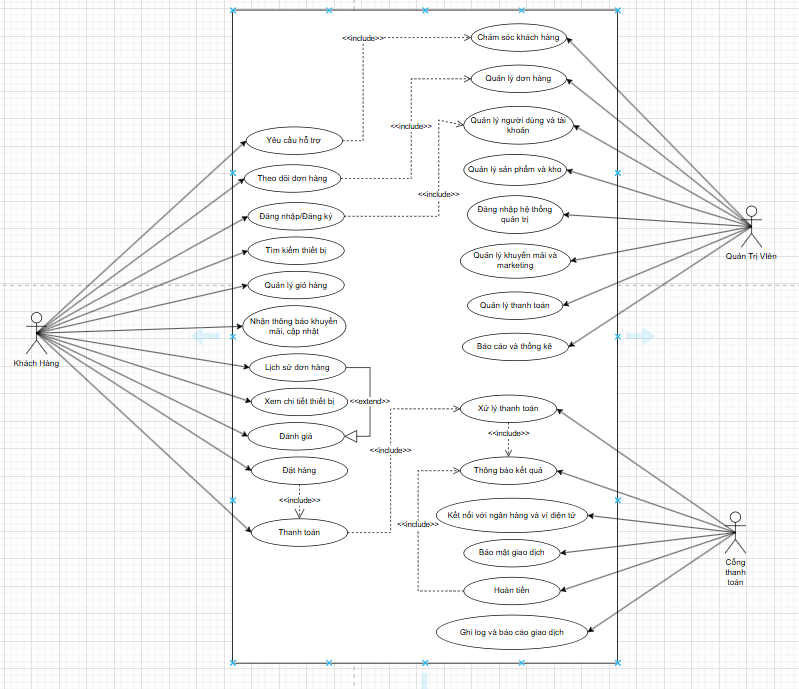 <<include>>
Chăm sóc khách hàng
Quản lý đơn hàng
<<include>>
Quản lý người dùng và tài
khoản
Yêu cầu hỗ trợ
Quản lý sản phẩm và kho
Theo dõi đơn hàng
<<include>>
Đăng nhập/Đăng ký
Đăng nhập hệ thống
quản trị
Tìm kiếm thiết bị
Quản Trị VIên
Quản lý khuyến mãi và
marketing
Quản lý giỏ hàng
Quản lý thanh toán
Nhận thông báo khuyến
mãi, cập nhật
Báo cáo và thống kê
Khách Hàng
Lịch sử đơn hàng
Xem chi tiết thiết bị
<<extend>>
Xử lý thanh toán
Đánh giá
<<include>>
<<include>>
Đặt hàng
Thông báo kết quả
<<include>>
Kết nối với ngân hàng và ví điện tử
<<include>>
Thanh toán
Bảo mật giao dịch
Cổng
thanh
toán
Hoàn tiền
Ghi log và báo cáo giao dịch